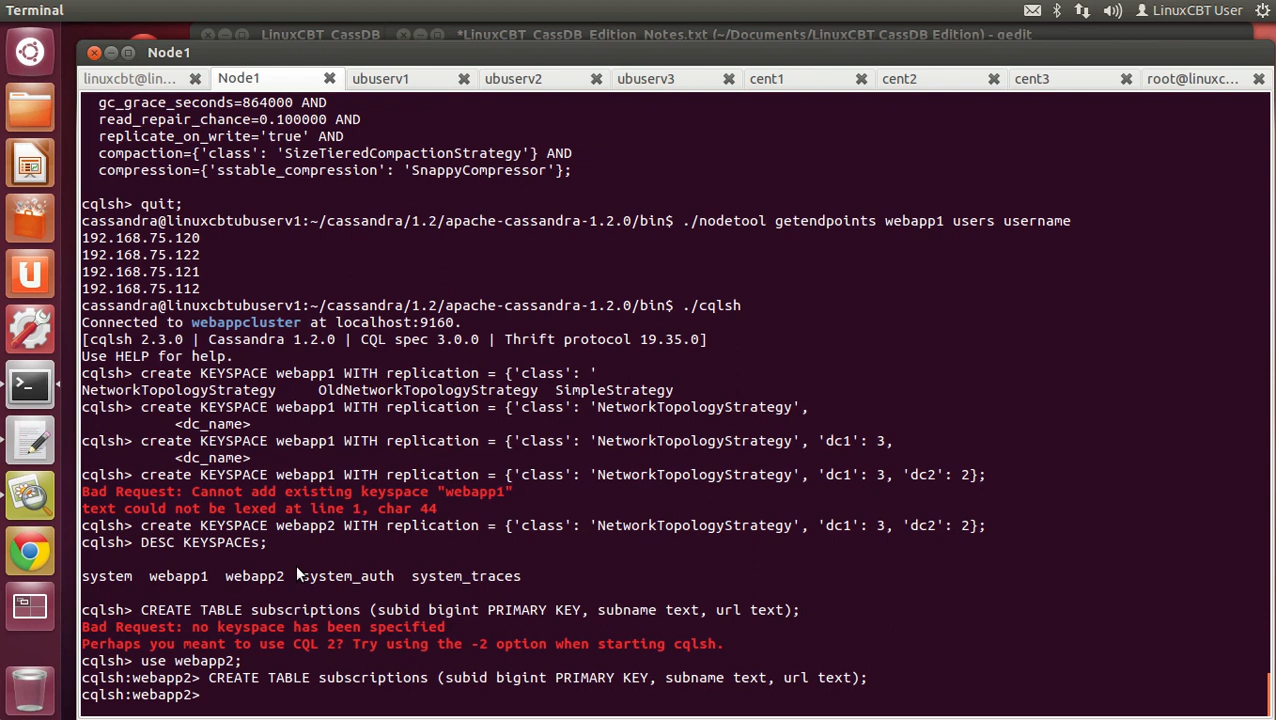 Terminal
LinuxCBT User
LinuxCBT_CassDB
*LinuxCBT_CassDB_Edition_Notes.txt (~/Documents/LinuxCBT CassDB Edition) - gedit
Node1
linuxcbt@lin...
Node1
ubuserv1
ubuserv2
ubuserv3
cent1
cent2
cent3
root@linuxc...
gc_grace_seconds=864000 AND
read_repair_chance=0.100000 AND
replicate_on_write='true' AND
compaction={'class': 'SizeTieredCompactionStrategy'} AND
compression={'sstable_compression': 'SnappyCompressor'};
cqlsh> quit;
cassandra@linuxcbtubuserv1:~/cassandra/1.2/apache-cassandra-1.2.0/bin$ ./nodetool getendpoints webapp1 users username
192.168.75.120
192.168.75.122
192.168.75.121
192.168.75.112
cassandra@linuxcbtubuserv1:~/cassandra/1.2/apache-cassandra-1.2.0/bin$ ./cqlsh
Connected to webappcluster at localhost:9160.
[cqlsh 2.3.0 | Cassandra 1.2.0 | CQL spec 3.0.0 | Thrift protocol 19.35.0]
Use HELP for help.
cqlsh> create KEYSPACE webapp1 WITH replication = {'class': '
NetworkTopologyStrategy     OldNetworkTopologyStrategy  SimpleStrategy
cqlsh> create KEYSPACE webapp1 WITH replication = {'class': 'NetworkTopologyStrategy',
<dc_name>
cqlsh> create KEYSPACE webapp1 WITH replication = {'class': 'NetworkTopologyStrategy', 'dc1': 3,
<dc_name>
cqlsh> create KEYSPACE webapp1 WITH replication = {'class': 'NetworkTopologyStrategy', 'dc1': 3, 'dc2': 2};
Bad Request: Cannot add existing keyspace "webapp1"
text could not be lexed at line 1, char 44
cqlsh> create KEYSPACE webapp2 WITH replication = {'class': 'NetworkTopologyStrategy', 'dc1': 3, 'dc2': 2};
cqlsh> DESC KEYSPACEs;
system  webapp1  webapp2  system_auth  system_traces
cqlsh> CREATE TABLE subscriptions (subid bigint PRIMARY KEY, subname text, url text);
Bad Request: no keyspace has been specified
Perhaps you meant to use CQL 2? Try using the -2 option when starting cqlsh.
cqlsh> use webapp2;
cqlsh:webapp2> CREATE TABLE subscriptions (subid bigint PRIMARY KEY, subname text, url text);
cqlsh:webapp2>